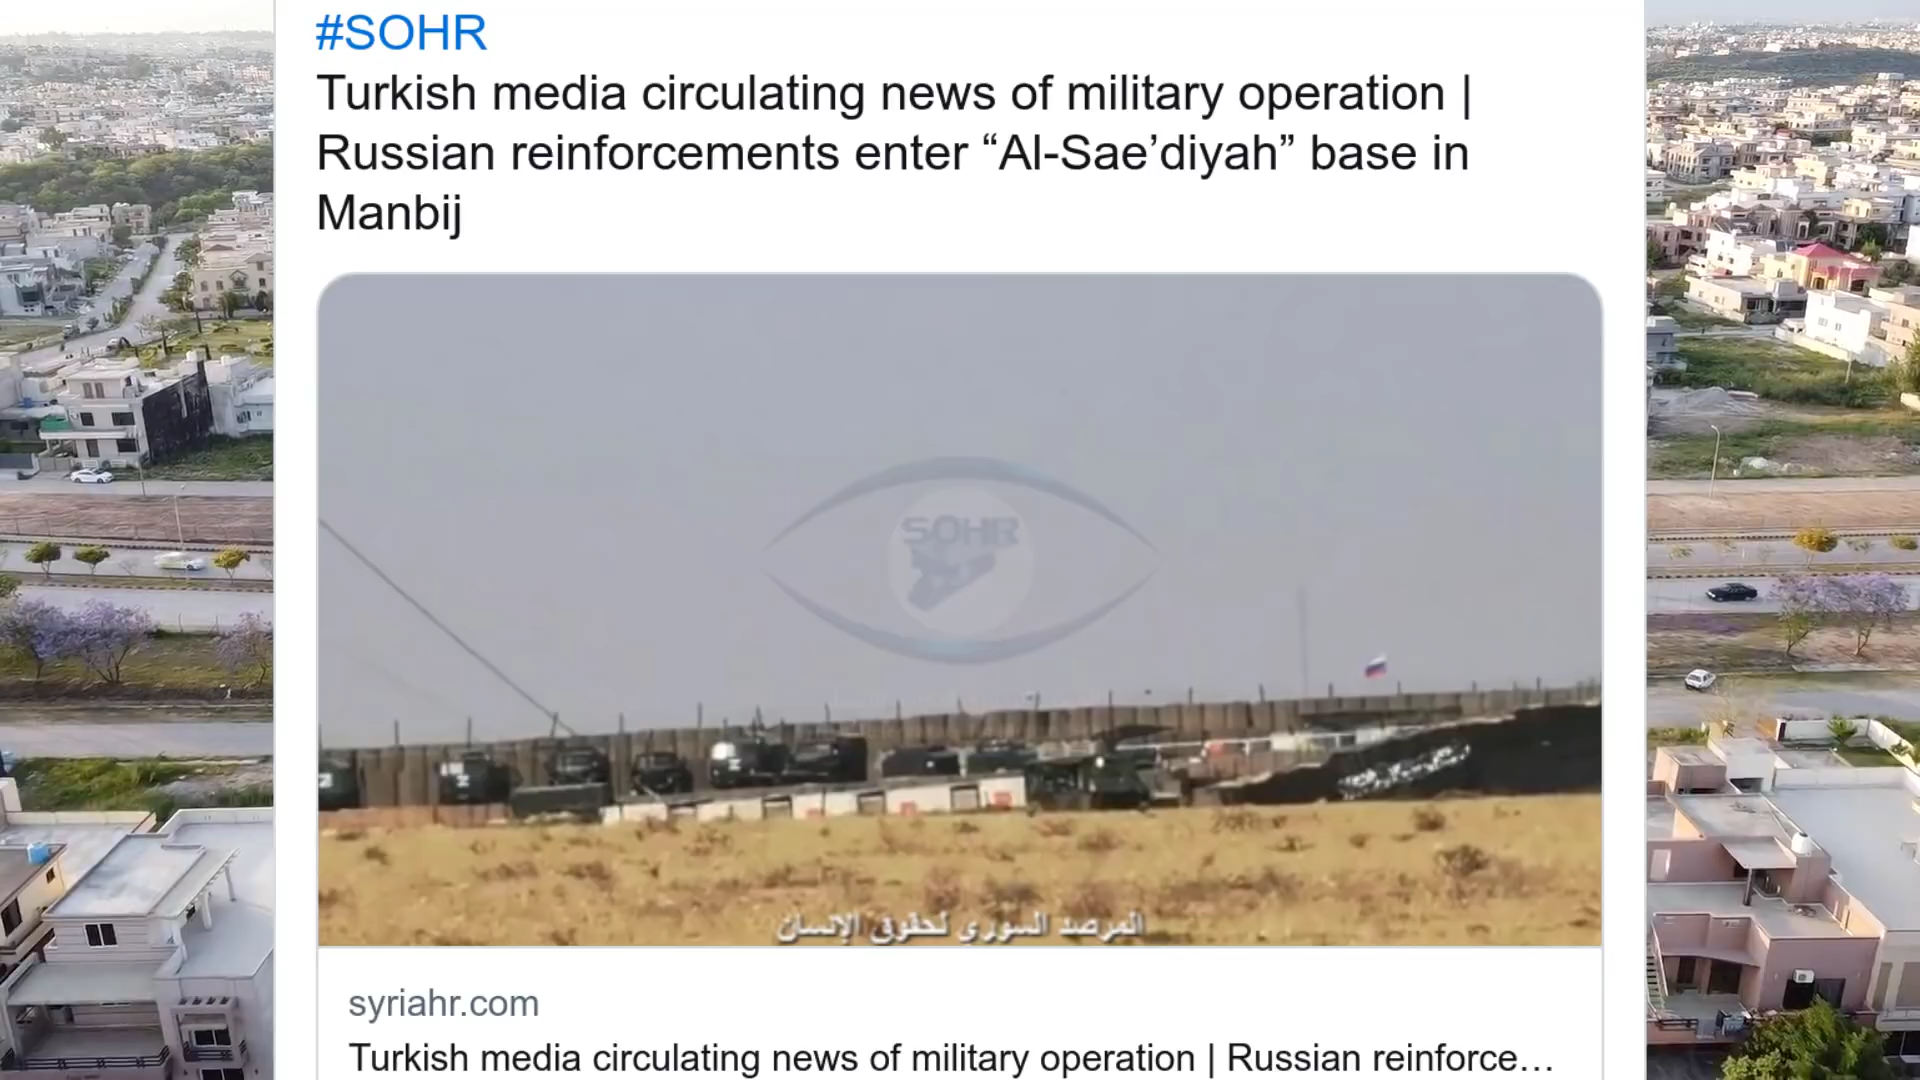 #SOHR
Turkish media circulating news of military operation |
Russian reinforcements enter “Al-Sae’diyah” base in
Manbij
SOHR
المرصد السوري لحقوق الإنسان
syriahr.com
Turkish media circulating news of military operation | Russian reinforce…